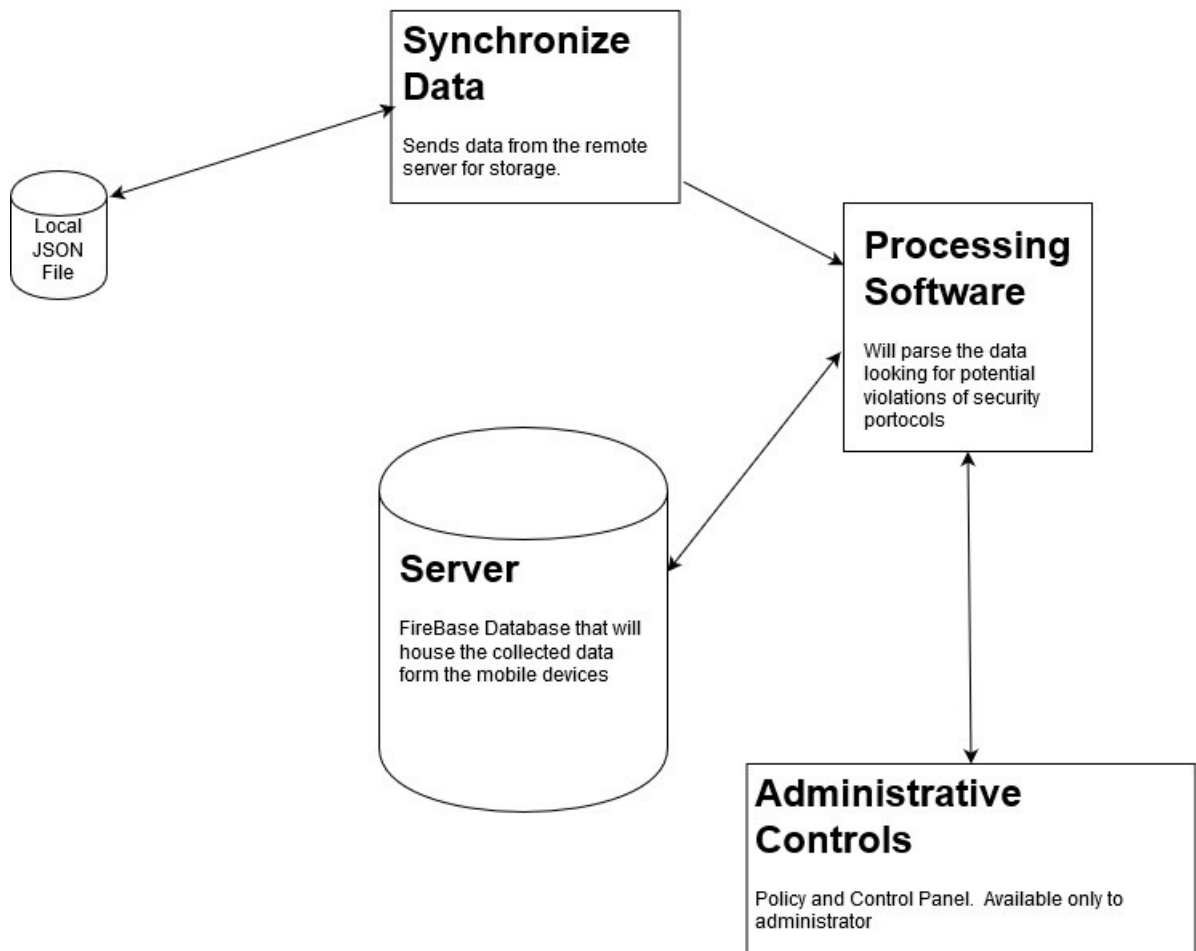 Synchronize
Data
Sends data from the remote
server for storage.
Local
JSON
File
Processing
Software
Will parse the data
looking for potential
violations of security
portocols
Server
FireBase Database that will
house the collected data
form the mobile devices
Administrative
Controls
Policy and Control Panel.  Available only to
administrator